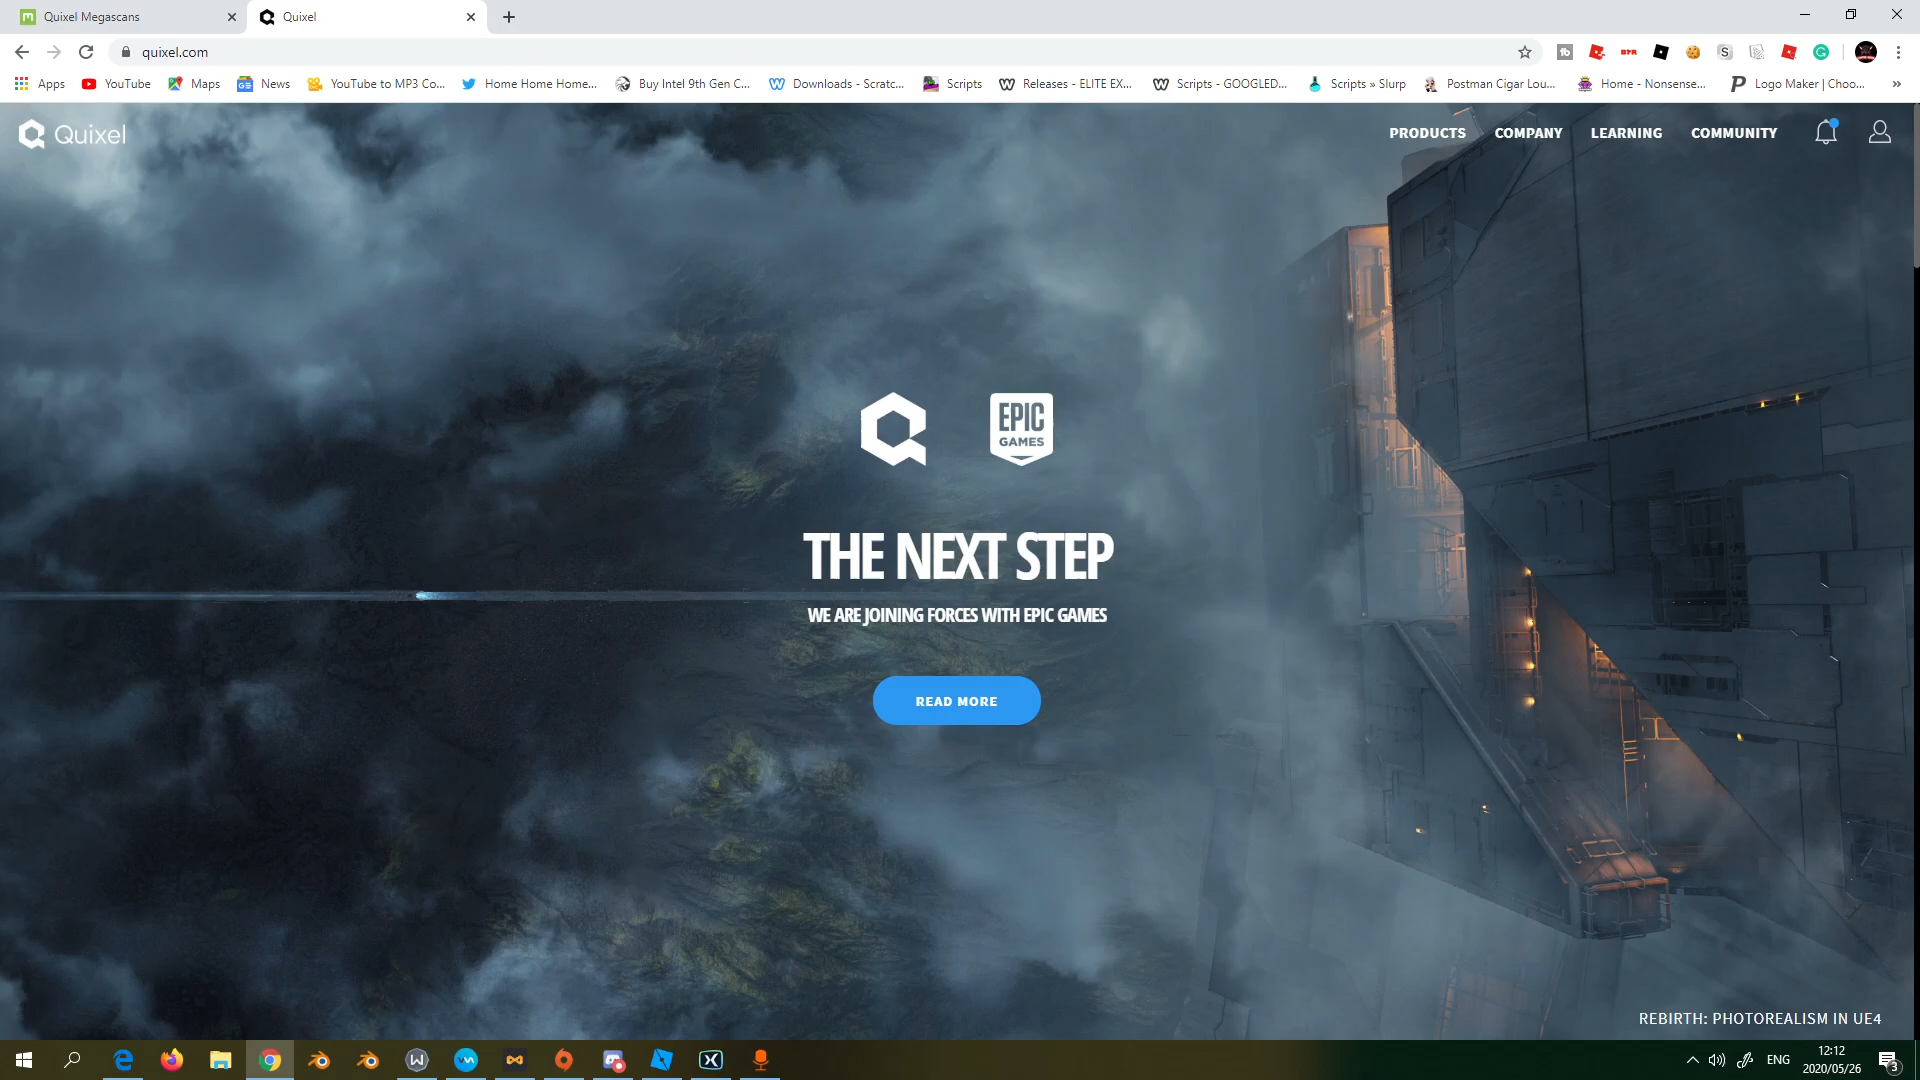 Quixel Megascans
Quixel
quixel.com
Apps
YouTube
Maps
News
YouTube to MP3 Co...
Home Home Home...
Buy Intel 9th Gen C...
Downloads - Scratc...
Scripts
Releases - ELITE EX...
Scripts - GOOGLED...
Scripts » Slurp
Postman Cigar Lou...
Home - Nonsense...
Logo Maker | Choo...
»
Quixel
PRODUCTS
COMPANY
LEARNING
COMMUNITY
EPIC
GAMES
THE NEXT STEP
WE ARE JOINING FORCES WITH EPIC GAMES
READ MORE
REBIRTH: PHOTOREALISM IN UE4
ENG
12:12
2020/05/26
3